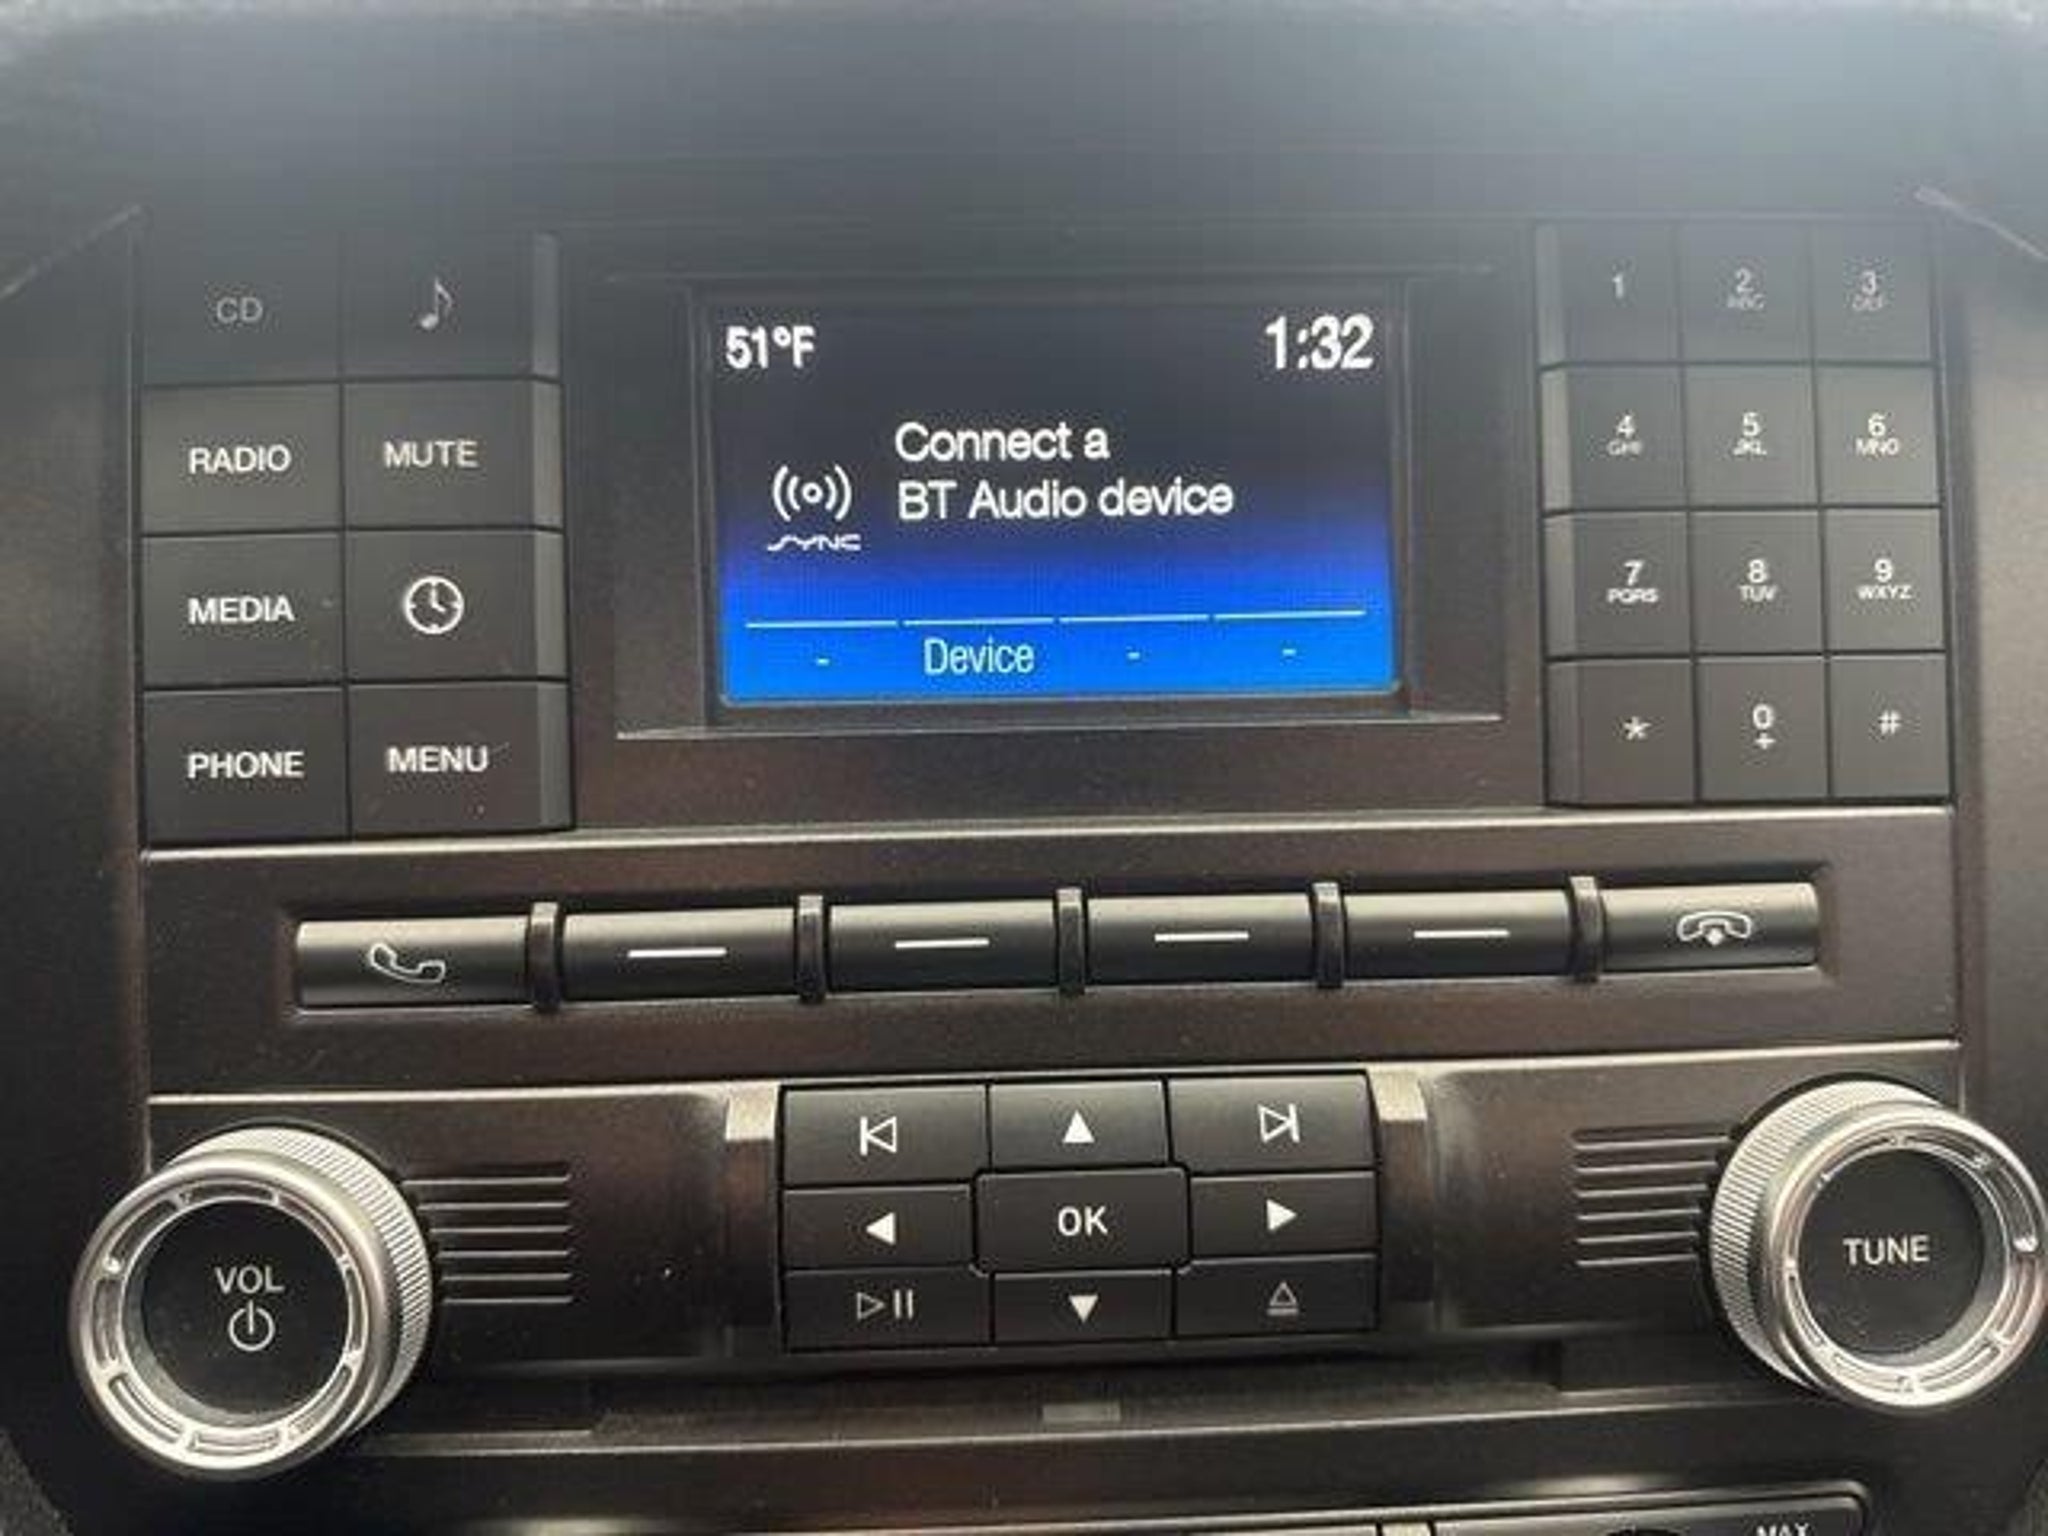 CD
RADIO MUTE
MEDIA
PHONE MENU
51°F 1:32
Connect a
BT Audio device
SYNC
- Device - -
1 2 ABC 3 DEF
4 GHI 5 JKL 6 MNO
7 PQRS 8 TUV 9 WXYZ
* 0 + #
VOL
OK
TUNE
MAX